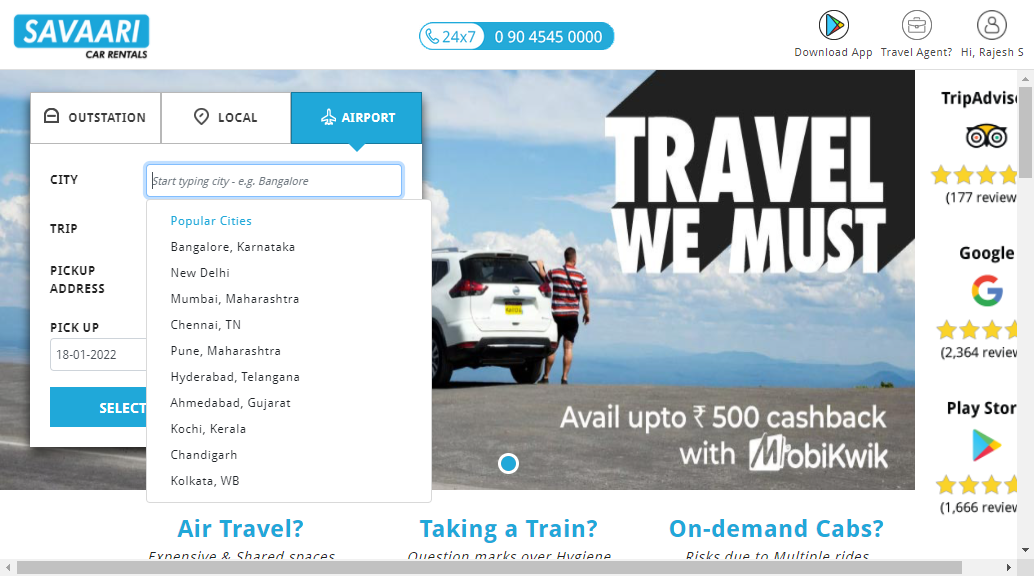 SAVAARI
CAR RENTALS
24x7 0 90 4545 0000
Download App
Travel Agent?
Hi, Rajesh S
OUTSTATION
LOCAL
AIRPORT
CITY
Start typing city - e.g. Bangalore
TRIP
PICKUP
ADDRESS
PICK UP
18-01-2022
SELECT
Popular Cities
Bangalore, Karnataka
New Delhi
Mumbai, Maharashtra
Chennai, TN
Pune, Maharashtra
Hyderabad, Telangana
Ahmedabad, Gujarat
Kochi, Kerala
Chandigarh
Kolkata, WB
TRAVEL
WE MUST
Avail upto ₹ 500 cashback
with MobiKwik
TripAdviso
(177 review
Google
(2,364 review
Play Stor
(1,666 review
Air Travel?
Expensive & Shared spaces
Taking a Train?
Question marks over Hygiene
On-demand Cabs?
Risks due to Multiple rides